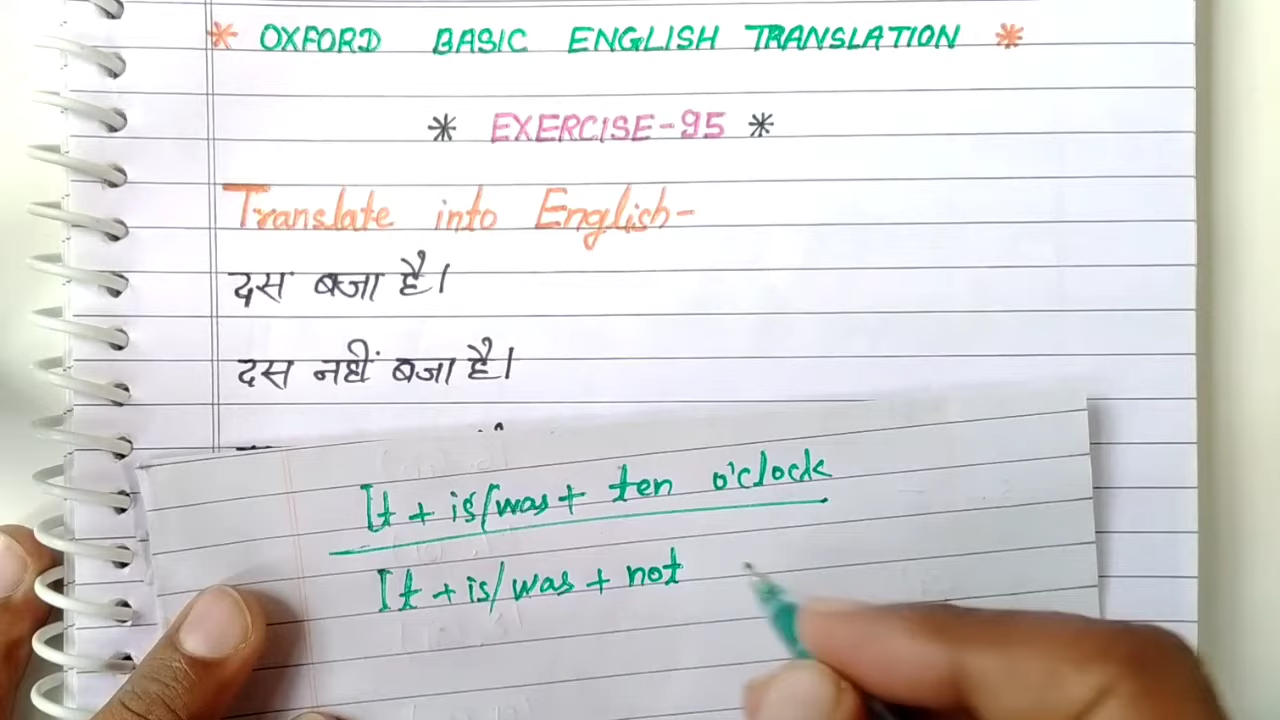 * OXFORD BASIC ENGLISH TRANSLATION *
* EXERCISE-95 *
Translate into English-
दस बजा है।
दस नहीं बजा है।
It + is/was + ten o'clock
It + is/was + not